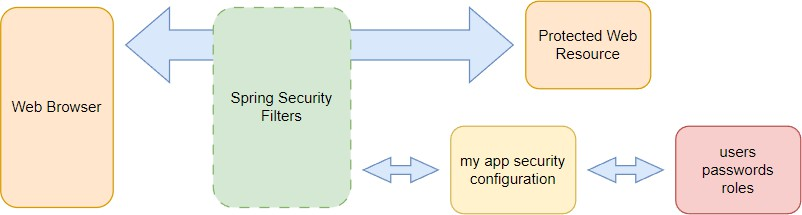 Web Browser
Spring Security
Filters
Protected Web
Resource
my app security
configuration
users
passwords
roles